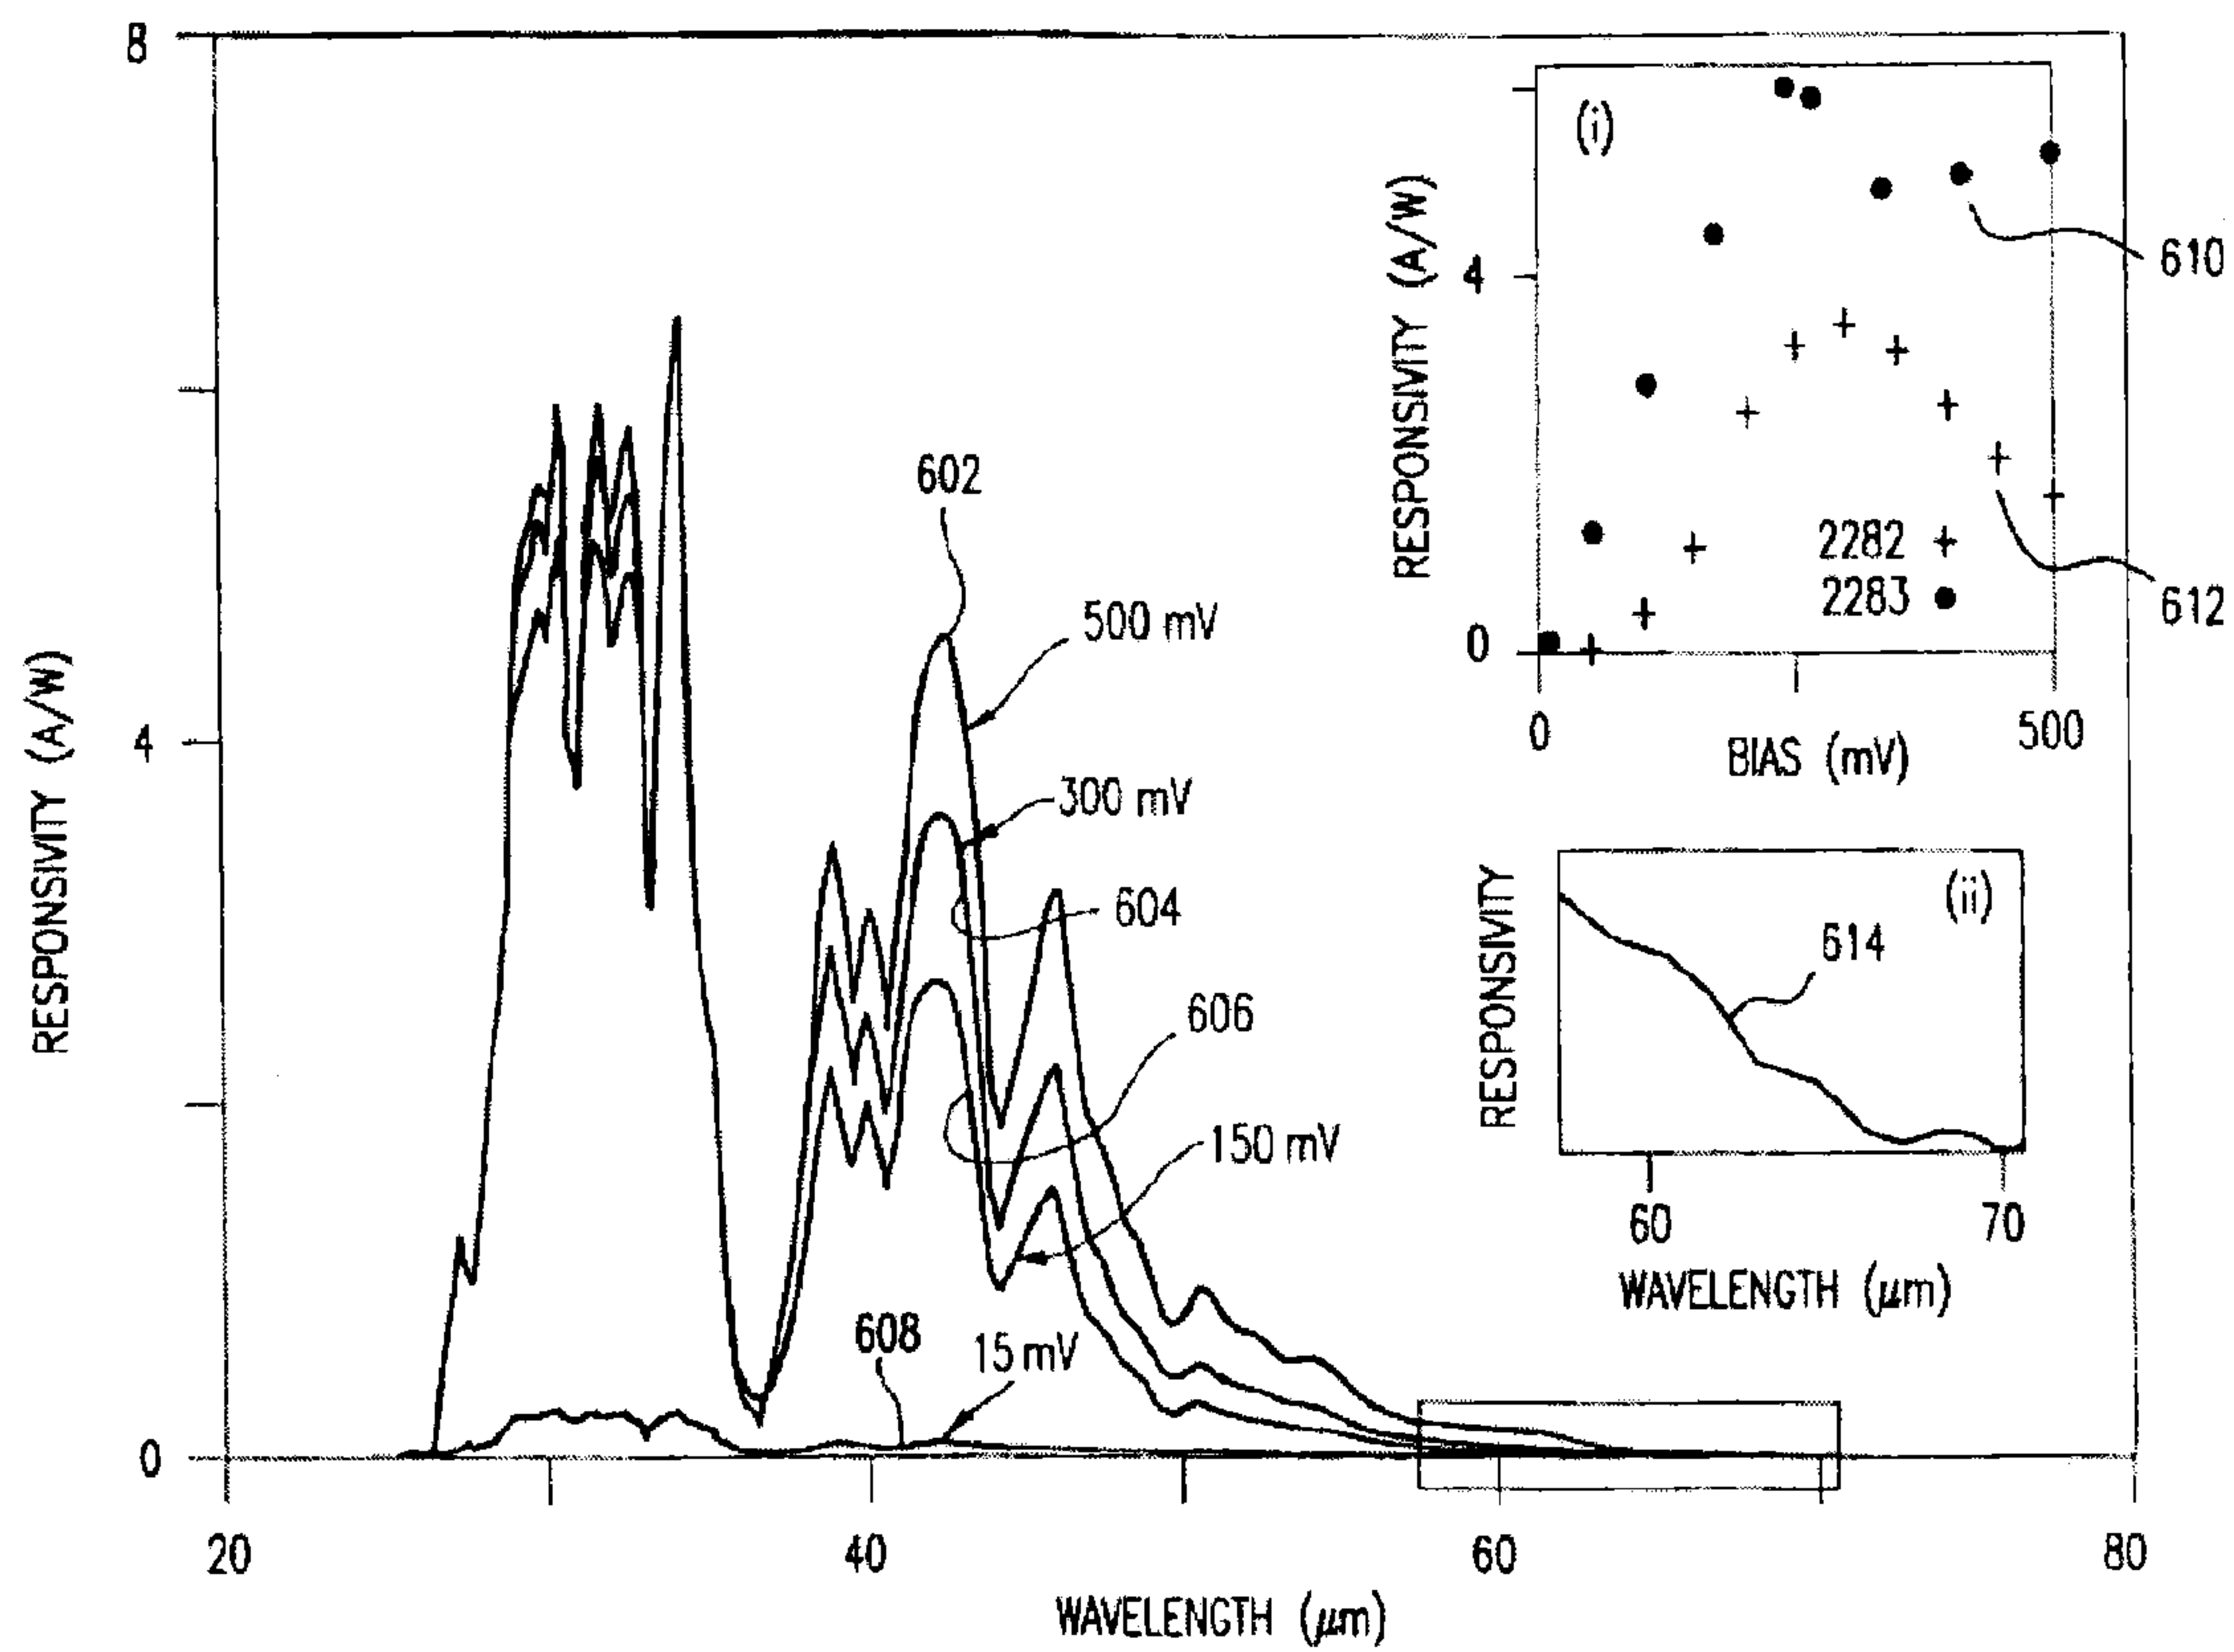 8
4
0
RESPONSIVITY (A/W)
20
40
60
80
WAVELENGTH (μm)
602
500 mV
300 mV
604
606
150 mV
608
15 mV
(i)
RESPONSIVITY (A/W)
4
0
610
2282 +
2283 ●
612
0
500
BIAS (mV)
(ii)
RESPONSIVITY
614
60
70
WAVELENGTH (μm)